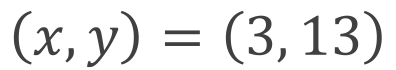 (x, y) = (3, 13)